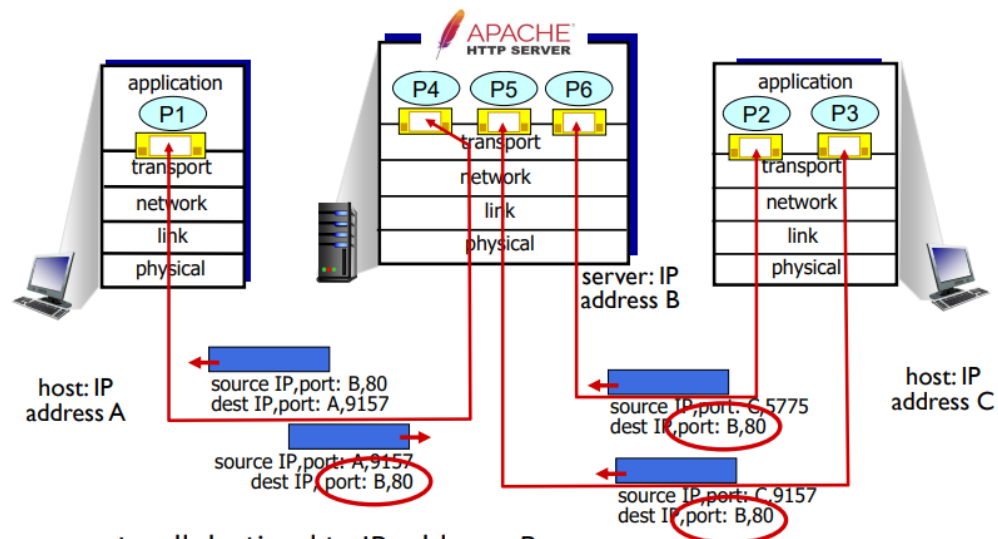 APACHE
HTTP SERVER
application
P1
transport
network
link
physical
P4 P5 P6
transport
network
link
physical
application
P2 P3
transport
network
link
physical
server: IP
address B
host: IP
address A
source IP,port: B,80
dest IP,port: A,9157
source IP,port: A,9157
dest IP, port: B,80
source IP,port: C,5775
dest IP,port: B,80
source IP,port: C,9157
dest IP,port: B,80
host: IP
address C